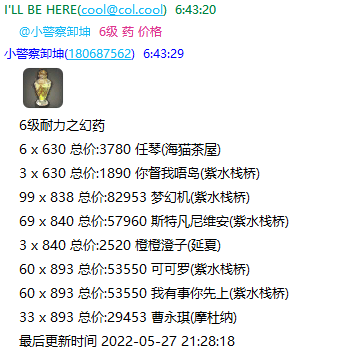 I'LL BE HERE(cool@col.cool) 6:43:20
@小警察卸坤 6级 药 价格
小警察卸坤(180687562) 6:43:29
6级耐力之幻药
6 x 630 总价:3780 任琴(海猫茶屋)
3 x 630 总价:1890 你瞀我唔鸟(紫水栈桥)
99 x 838 总价:82953 梦幻机(紫水栈桥)
69 x 840 总价:57960 斯特凡尼维安(紫水栈桥)
3 x 840 总价:2520 橙橙澄子(延夏)
60 x 893 总价:53550 可可罗(紫水栈桥)
60 x 893 总价:53550 我有事你先上(紫水栈桥)
33 x 893 总价:29453 曹永琪(摩杜纳)
最后更新时间 2022-05-27 21:28:18